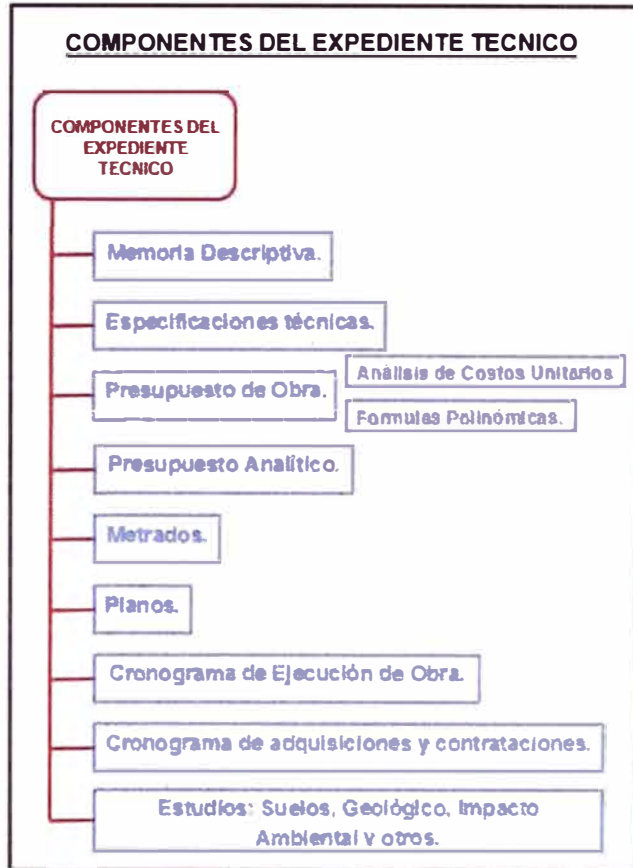 COMPONENTES DEL EXPEDIENTE TECNICO
COMPONENTES DEL
EXPEDIENTE
TECNICO
Memoria Descriptiva.
Especificaciones técnicas.
Presupuesto de Obra.
Análisis de Costos Unitarios
Formulas Polinómicas.
Presupuesto Analítico.
Metrados.
Planos.
Cronograma de Ejecución de Obra.
Cronograma de adquisiciones y contrataciones.
Estudios: Suelos, Geológico, Impacto
Ambiental y otros.